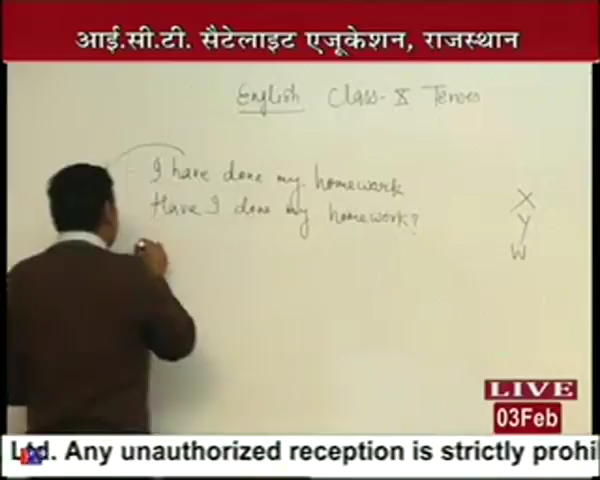 आई.सी.टी. सैटेलाइट एजूकेशन, राजस्थान
English Class-X Tenses
I have done my homework
Have I done my homework?
X
Y
W
LIVE
03Feb
Ltd. Any unauthorized reception is strictly prohi